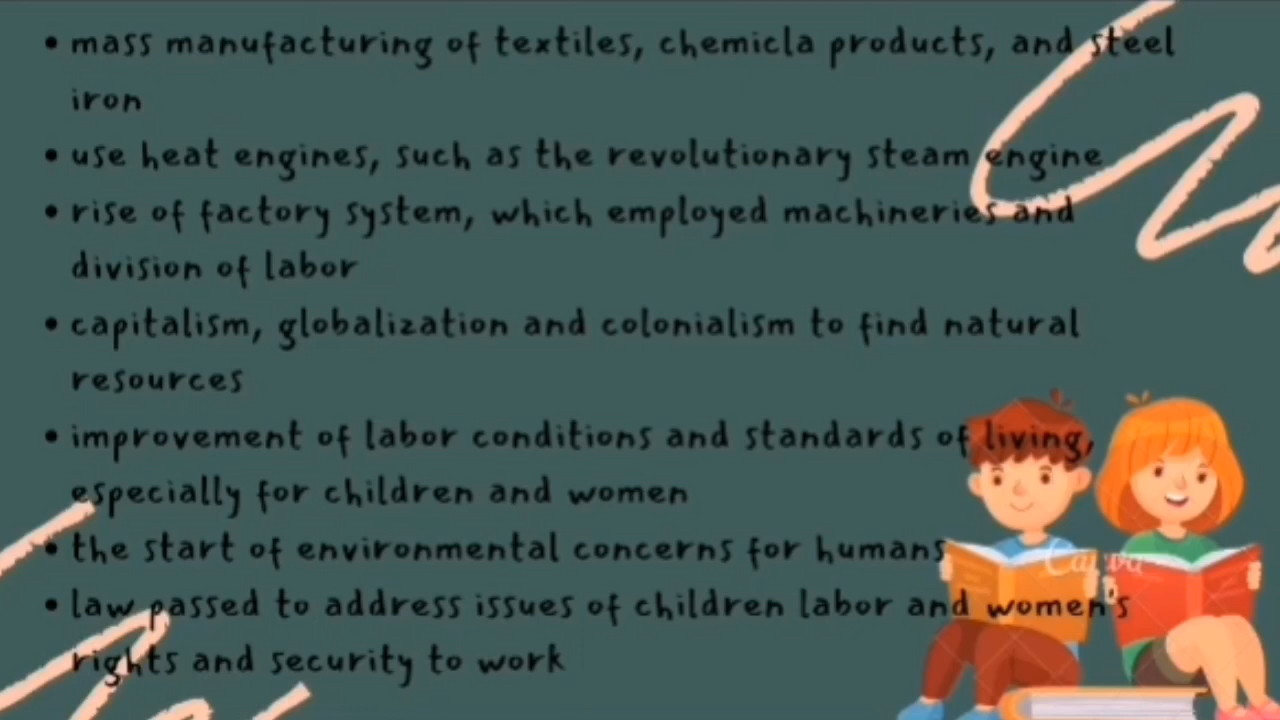 • mass manufacturing of textiles, chemicla products, and steel
iron
• use heat engines, such as the revolutionary steam engine
• rise of factory system, which employed machineries and
division of labor
• capitalism, globalization and colonialism to find natural
resources
• improvement of labor conditions and standards of living,
especially for children and women
• the start of environmental concerns for humans
• law passed to address issues of children labor and women's
rights and security to work
Canva